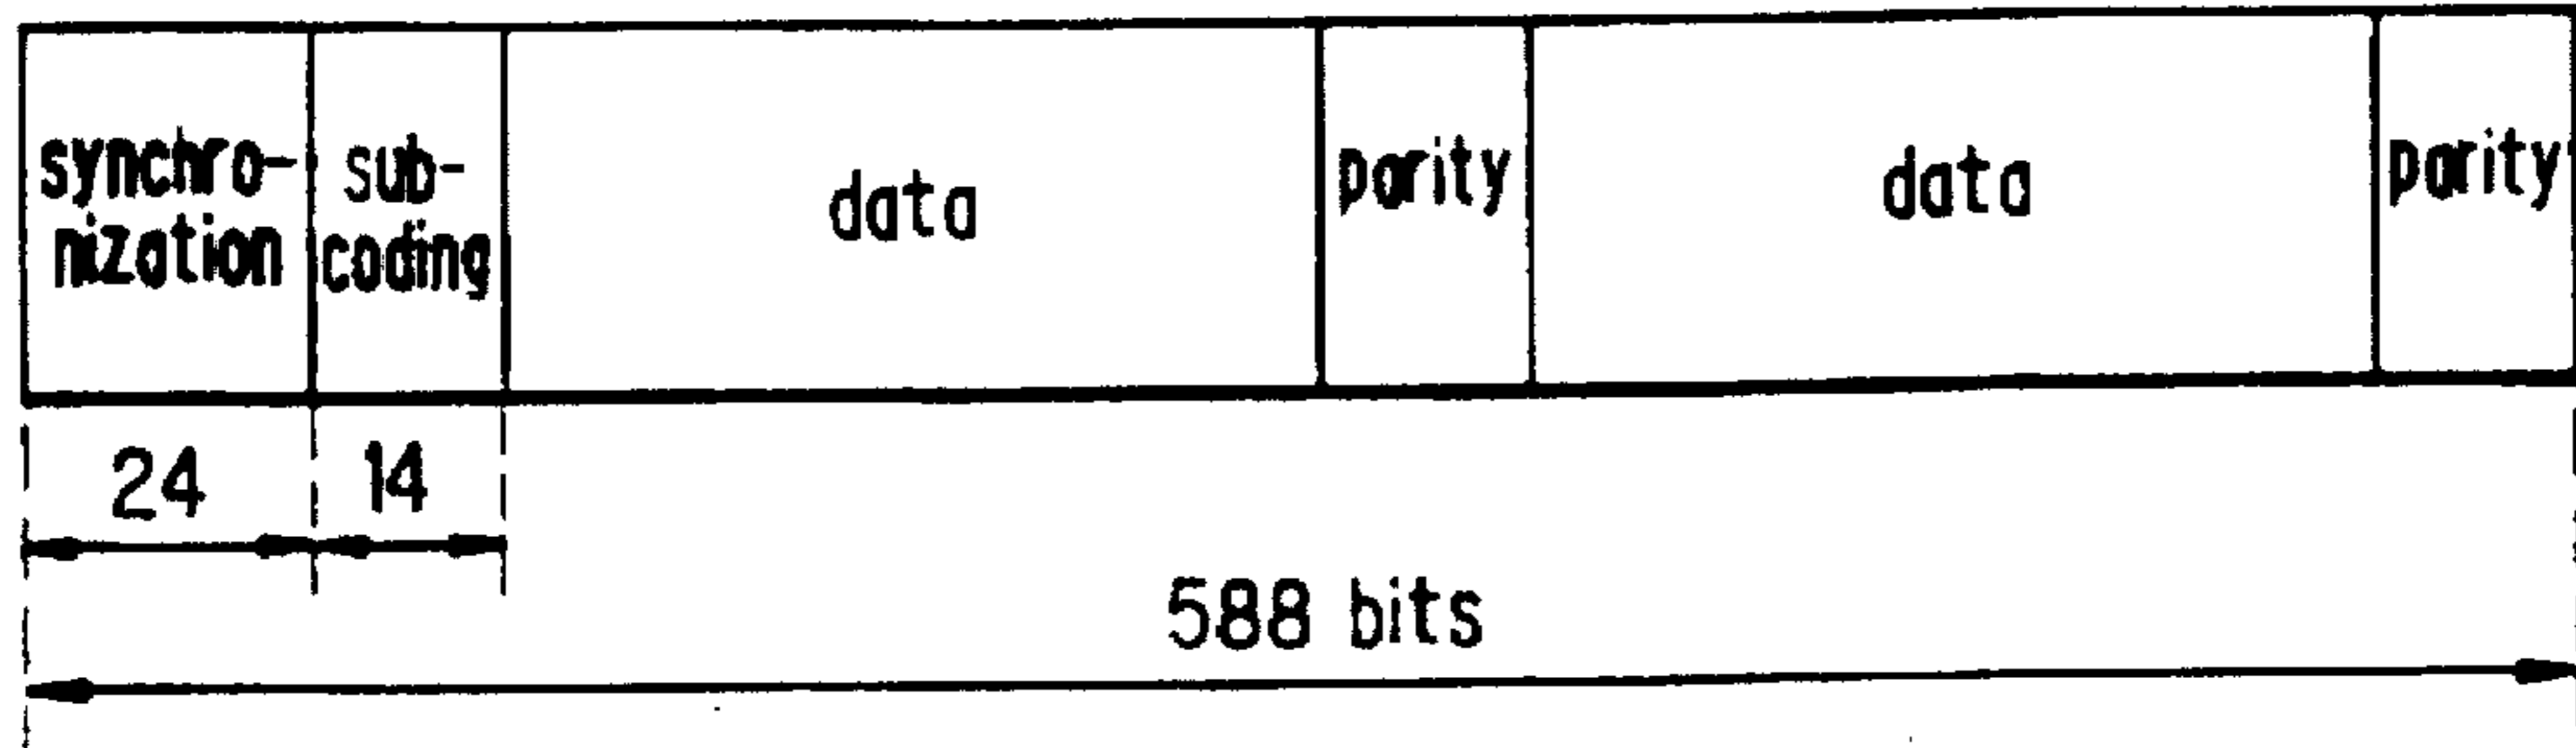 synchro-
nization
sub-
coding
data
parity
data
parity
24
14
588 bits